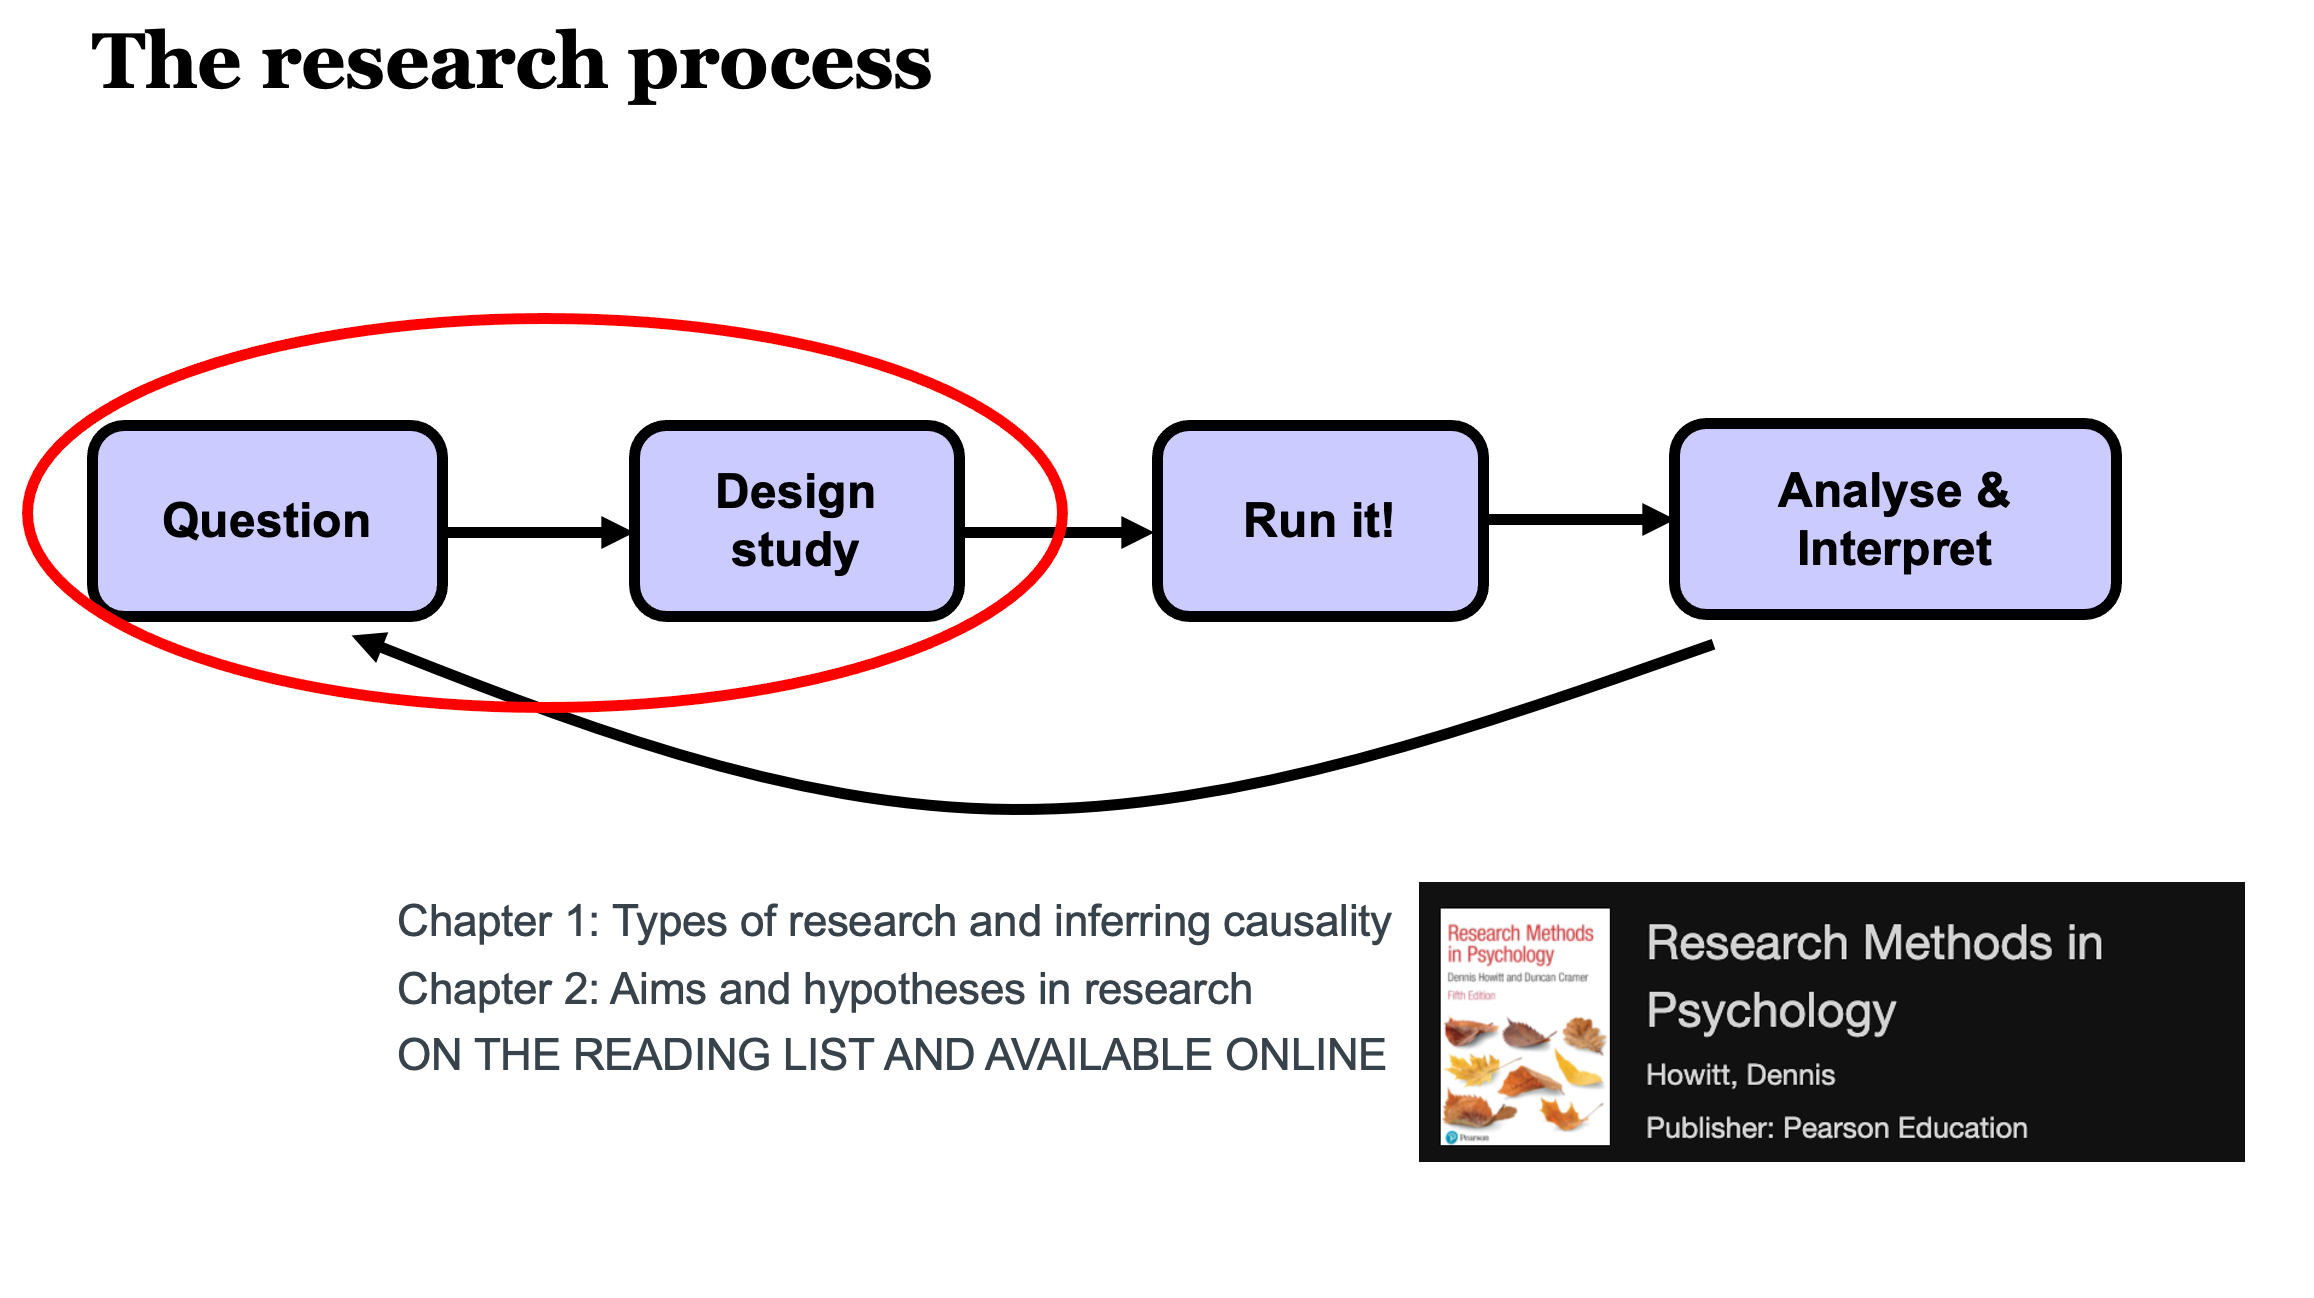 The research process
Question
Design
study
Run it!
Analyse &
Interpret
Chapter 1: Types of research and inferring causality
Chapter 2: Aims and hypotheses in research
ON THE READING LIST AND AVAILABLE ONLINE
Research Methods
in Psychology
Dennis Howitt and Duncan Cramer
Fifth Edition
Pearson
Research Methods in
Psychology
Howitt, Dennis
Publisher: Pearson Education